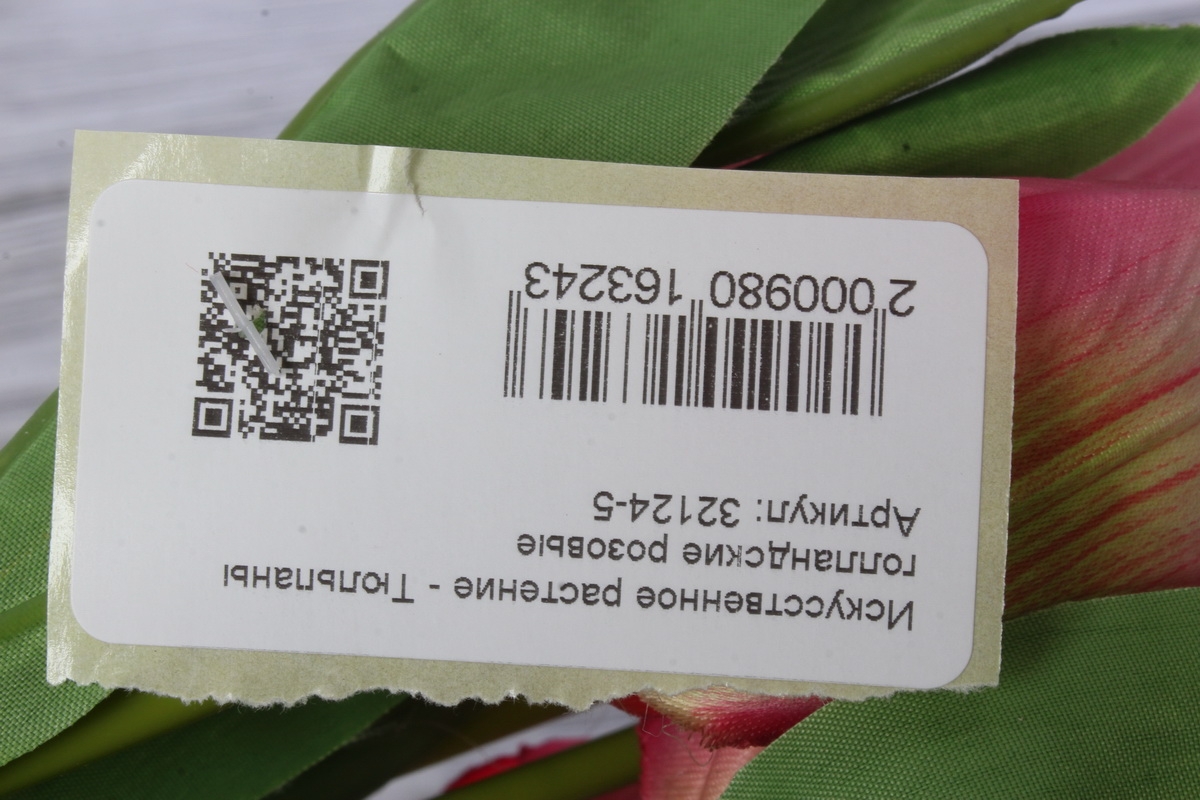 Искусственное растение - Тюльпаны
голландские розовые
Артикул: 32124-5
2 000980 163243